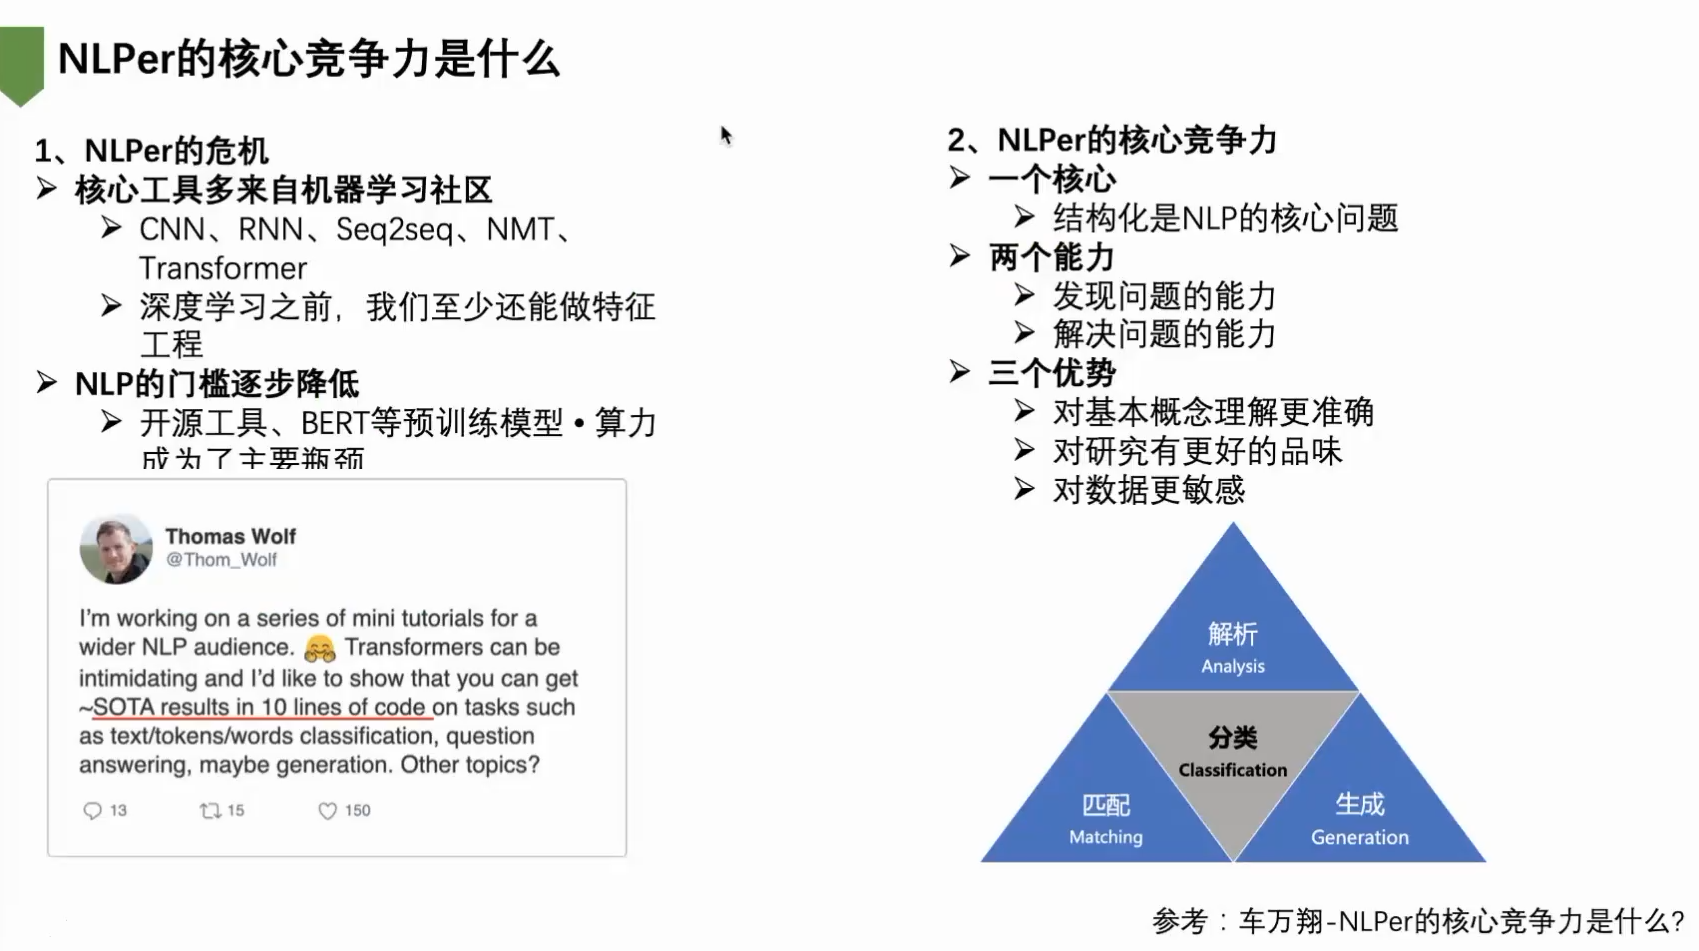 NLPer的核心竞争力是什么
1、NLPer的危机
➢ 核心工具多来自机器学习社区
➢ CNN、RNN、Seq2seq、NMT、
Transformer
➢ 深度学习之前，我们至少还能做特征
工程
➢ NLP的门槛逐步降低
➢ 开源工具、BERT等预训练模型 • 算力
成为了主要瓶颈
Thomas Wolf
@Thom_Wolf
I'm working on a series of mini tutorials for a
wider NLP audience. 🤗 Transformers can be
intimidating and I'd like to show that you can get
~SOTA results in 10 lines of code on tasks such
as text/tokens/words classification, question
answering, maybe generation. Other topics?
13 15 150
2、NLPer的核心竞争力
➢ 一个核心
➢ 结构化是NLP的核心问题
➢ 两个能力
➢ 发现问题的能力
➢ 解决问题的能力
➢ 三个优势
➢ 对基本概念理解更准确
➢ 对研究有更好的品味
➢ 对数据更敏感
解析
Analysis
分类
Classification
匹配
Matching
生成
Generation
参考：车万翔-NLPer的核心竞争力是什么?